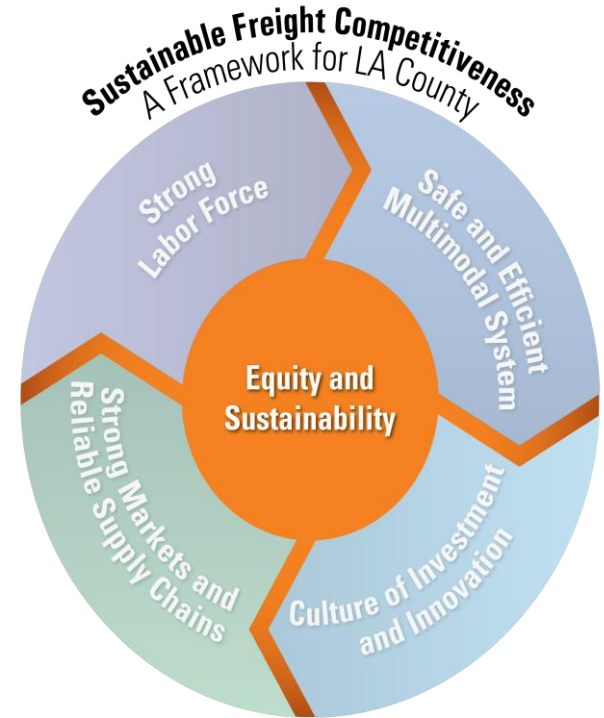 Sustainable Freight Competitiveness
A Framework for LA County
Strong
Labor Force
Safe and Efficient
Multimodal System
Equity and
Sustainability
Strong Markets and
Reliable Supply Chains
Culture of Investment
and Innovation